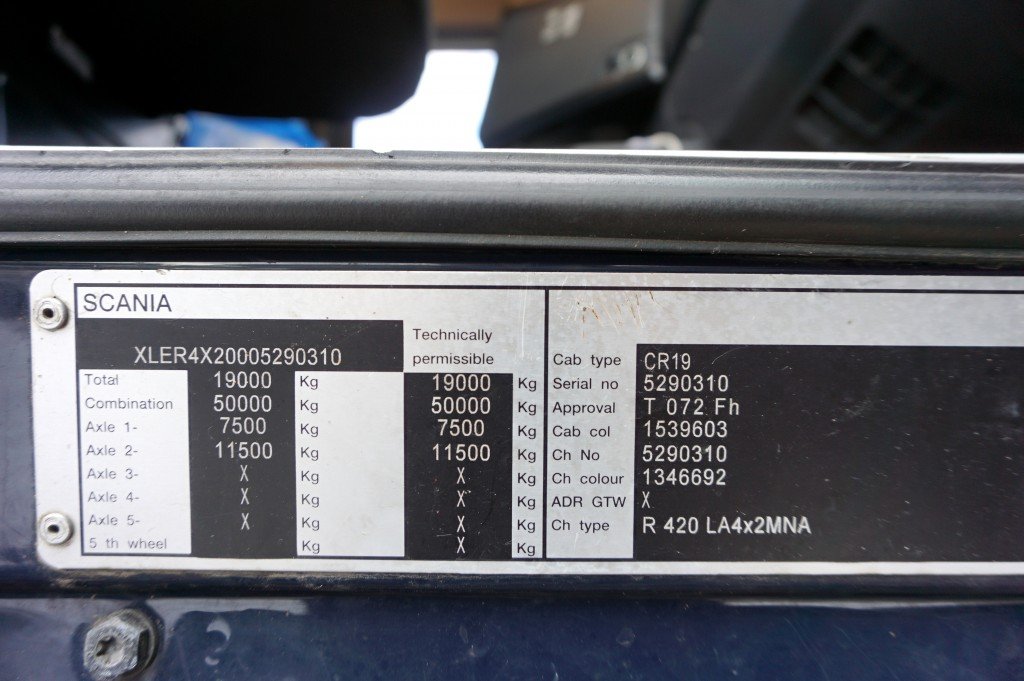 28
SCANIA
Technically
permissible
XLER4X20005290310
Total 19000 Kg 19000 Kg
Combination 50000 Kg 50000 Kg
Axle 1- 7500 Kg 7500 Kg
Axle 2- 11500 Kg 11500 Kg
Axle 3- X Kg X Kg
Axle 4- X Kg X Kg
Axle 5- X Kg X Kg
5 th wheel Kg X Kg
Cab type CR19
Serial no 5290310
Approval T 072 Fh
Cab col 1539603
Ch No 5290310
Ch colour 1346692
ADR GTW X
Ch type R 420 LA4x2MNA